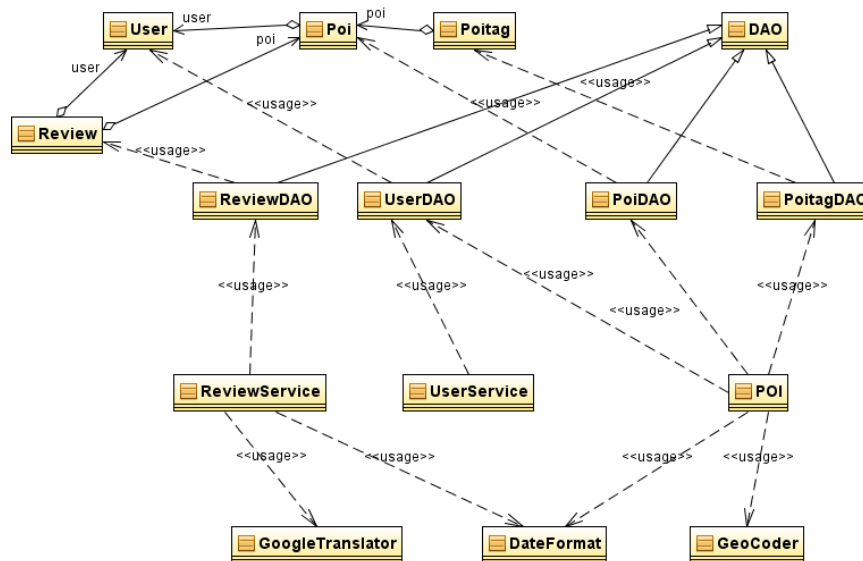 User
user
Poi
poi
Poitag
DAO
user
poi
<<usage>>
<<usage>>
<<usage>>
Review
<<usage>>
ReviewDAO
UserDAO
PoiDAO
PoitagDAO
<<usage>>
<<usage>>
<<usage>>
<<usage>>
<<usage>>
ReviewService
UserService
POI
<<usage>>
<<usage>>
<<usage>>
<<usage>>
GoogleTranslator
DateFormat
GeoCoder